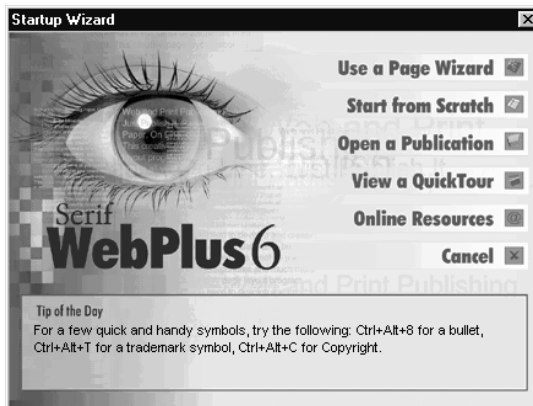 Startup Wizard
Use a Page Wizard
Start from Scratch
Open a Publication
View a QuickTour
Online Resources
Cancel
Serif
WebPlus 6
Tip of the Day
For a few quick and handy symbols, try the following: Ctrl+Alt+8 for a bullet,
Ctrl+Alt+T for a trademark symbol, Ctrl+Alt+C for Copyright.